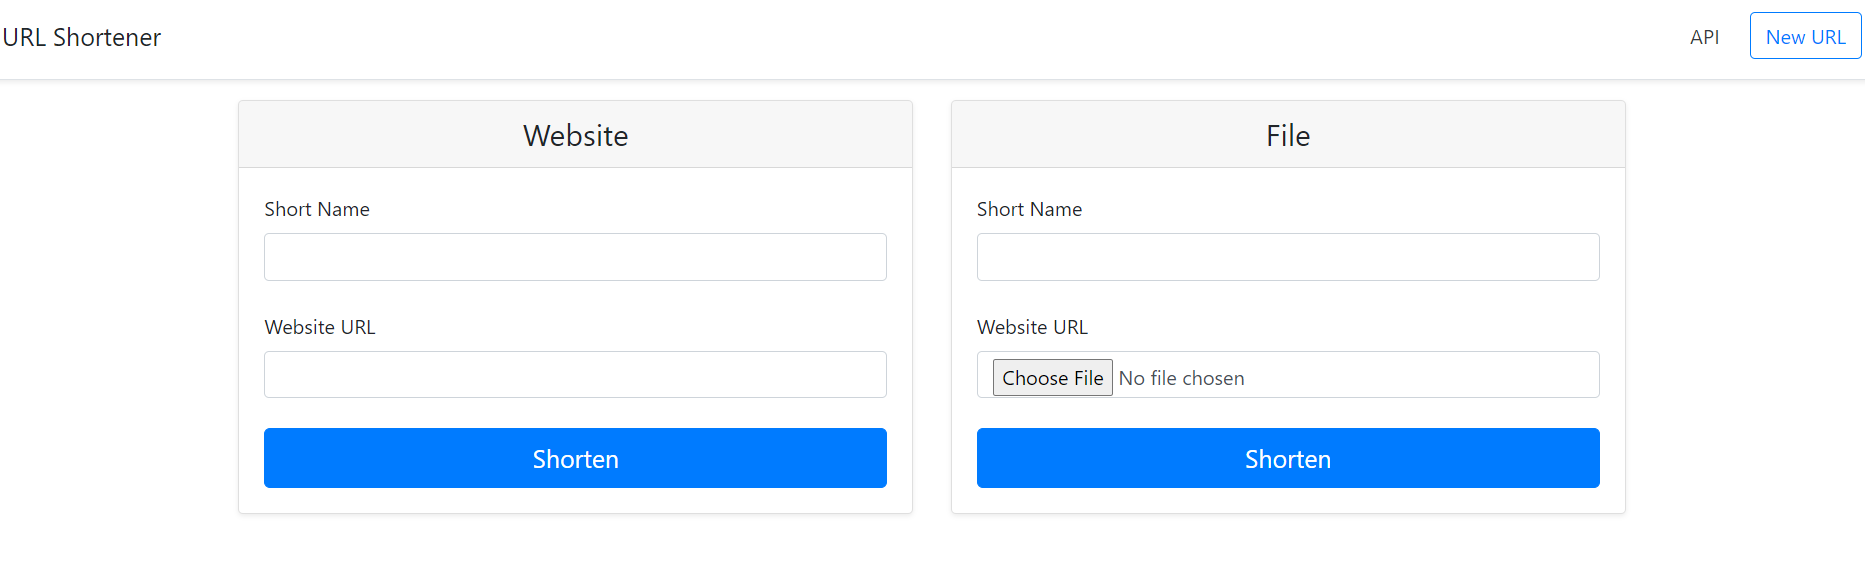 URL Shortener
API
New URL
Website
Short Name
Website URL
Shorten
File
Short Name
Website URL
Choose File No file chosen
Shorten